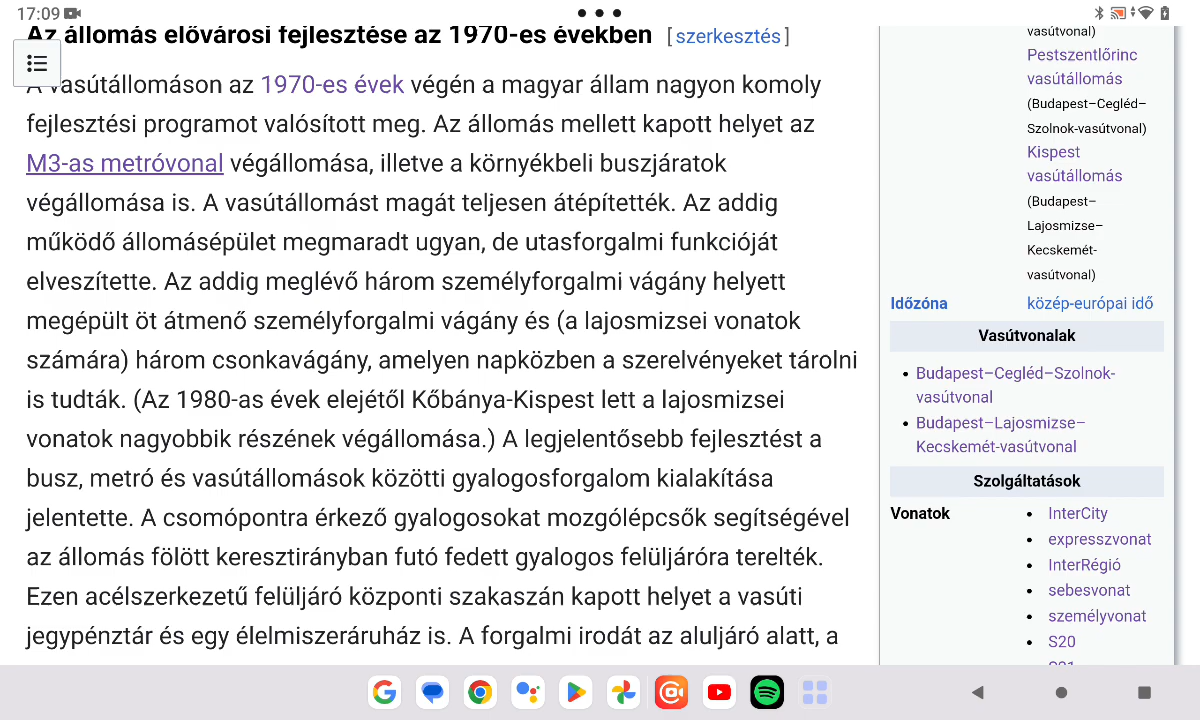 17:09
Az állomás elővárosi fejlesztése az 1970-es években [szerkesztés]
A vasútállomáson az 1970-es évek végén a magyar állam nagyon komoly
fejlesztési programot valósított meg. Az állomás mellett kapott helyet az
M3-as metróvonal végállomása, illetve a környékbeli buszjáratok
végállomása is. A vasútállomást magát teljesen átépítették. Az addig
működő állomásépület megmaradt ugyan, de utasforgalmi funkcióját
elveszítette. Az addig meglévő három személyforgalmi vágány helyett
megépült öt átmenő személyforgalmi vágány és (a lajosmizsei vonatok
számára) három csonkavágány, amelyen napközben a szerelvényeket tárolni
is tudták. (Az 1980-as évek elejétől Kőbánya-Kispest lett a lajosmizsei
vonatok nagyobbik részének végállomása.) A legjelentősebb fejlesztést a
busz, metró és vasútállomások közötti gyalogosforgalom kialakítása
jelentette. A csomópontra érkező gyalogosokat mozgólépcsők segítségével
az állomás fölött keresztirányban futó fedett gyalogos felüljáróra terelték.
Ezen acélszerkezetű felüljáró központi szakaszán kapott helyet a vasúti
jegypénztár és egy élelmiszeráruház is. A forgalmi irodát az aluljáró alatt, a
vasútvonal)
Pestszentlőrinc
vasútállomás
(Budapest–Cegléd–
Szolnok-vasútvonal)
Kispest
vasútállomás
(Budapest–
Lajosmizse–
Kecskemét-
vasútvonal)
Időzóna közép-európai idő
Vasútvonalak
• Budapest–Cegléd–Szolnok-
vasútvonal
• Budapest–Lajosmizse–
Kecskemét-vasútvonal
Szolgáltatások
Vonatok • InterCity
• expresszvonat
• InterRégió
• sebesvonat
• személyvonat
• S20